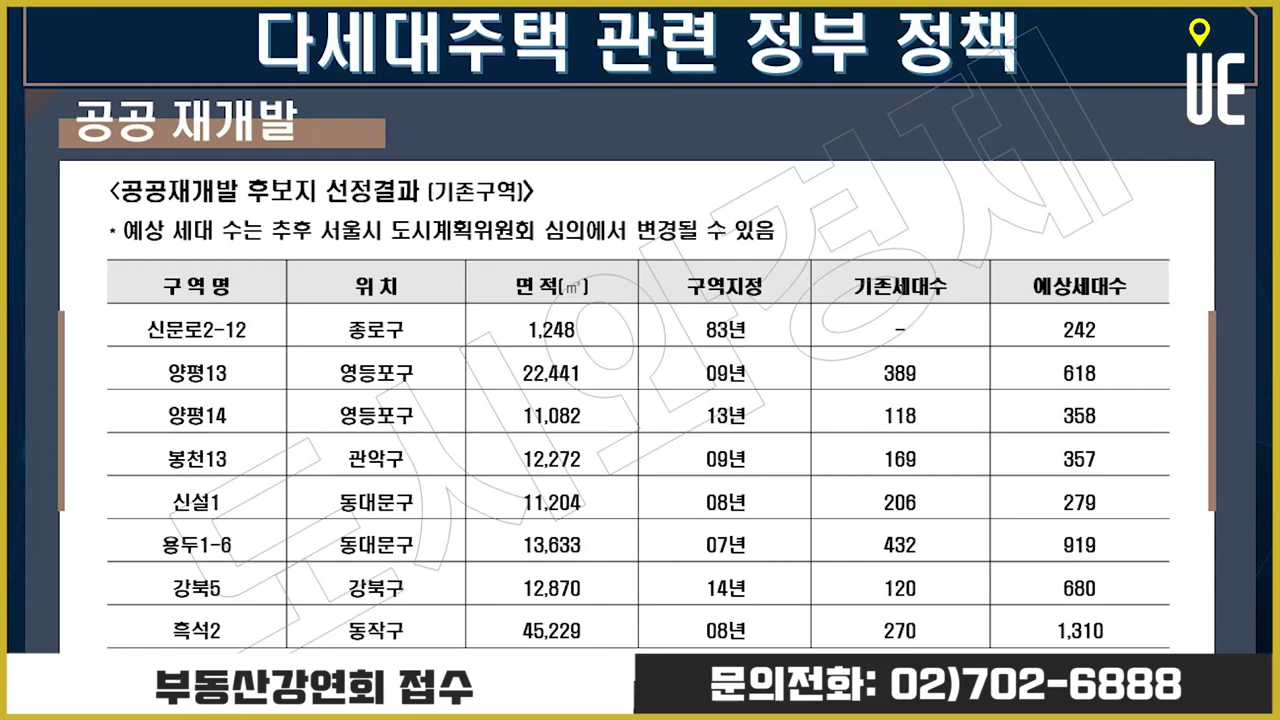 다세대주택 관련 정부 정책
UE
공공 재개발
<공공재개발 후보지 선정결과 (기존구역)>
* 예상 세대 수는 추후 서울시 도시계획위원회 심의에서 변경될 수 있음
구 역 명 위 치 면 적(㎡) 구역지정 기존세대수 예상세대수
신문로2-12 종로구 1,248 83년 - 242
양평13 영등포구 22,441 09년 389 618
양평14 영등포구 11,082 13년 118 358
봉천13 관악구 12,272 09년 169 357
신설1 동대문구 11,204 08년 206 279
용두1-6 동대문구 13,633 07년 432 919
강북5 강북구 12,870 14년 120 680
흑석2 동작구 45,229 08년 270 1,310
도시와경제
부동산강연회 접수
문의전화: 02)702-6888